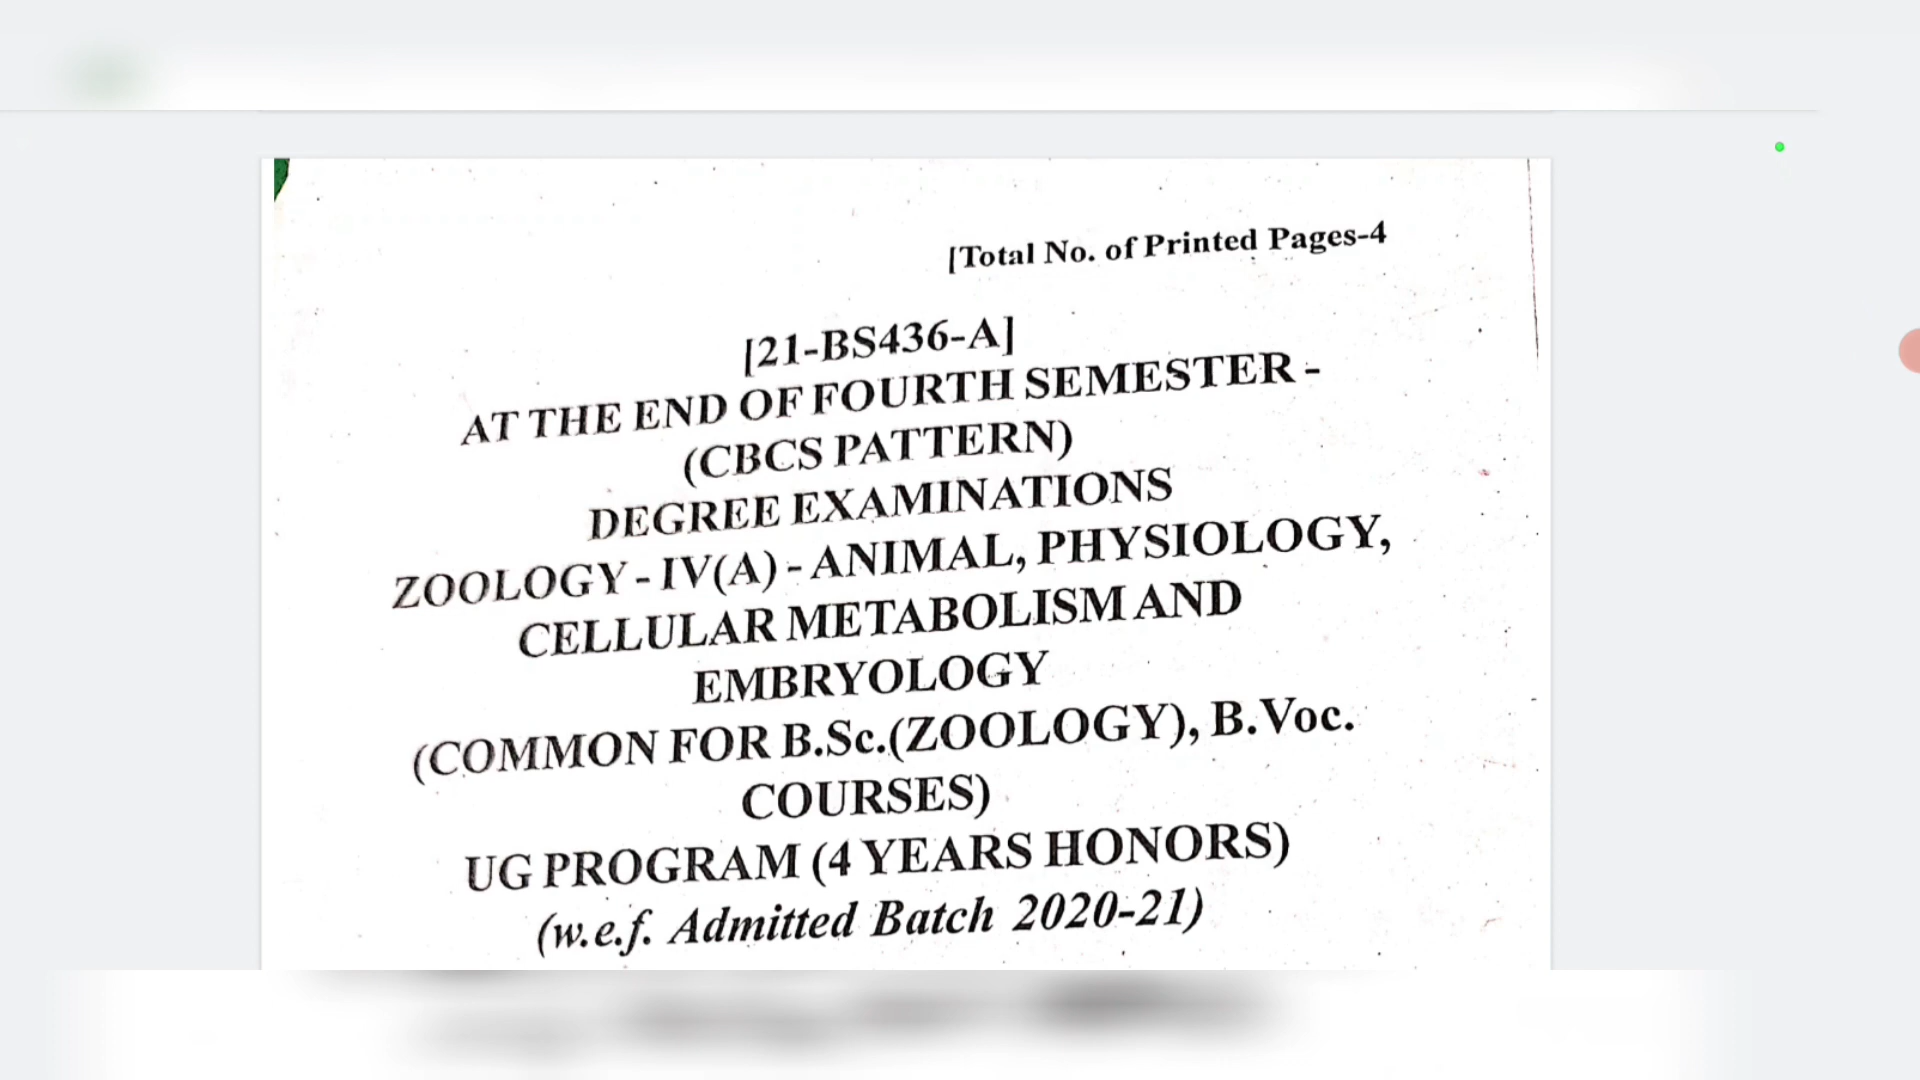 [Total No. of Printed Pages-4
[21-BS436-A]
AT THE END OF FOURTH SEMESTER -
(CBCS PATTERN)
DEGREE EXAMINATIONS
ZOOLOGY - IV(A) - ANIMAL, PHYSIOLOGY,
CELLULAR METABOLISM AND
EMBRYOLOGY
(COMMON FOR B.Sc.(ZOOLOGY), B.Voc.
COURSES)
UG PROGRAM (4 YEARS HONORS)
(w.e.f. Admitted Batch 2020-21)